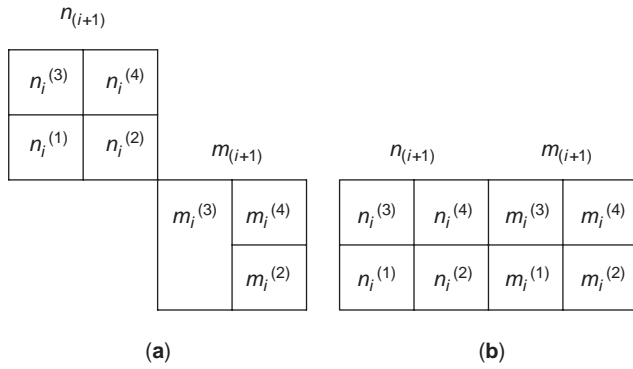 n(i+1)
ni(3) ni(4)
ni(1) ni(2)
m(i+1)
mi(3) mi(4)
mi(2)
(a)
n(i+1) m(i+1)
ni(3) ni(4) mi(3) mi(4)
ni(1) ni(2) mi(1) mi(2)
(b)